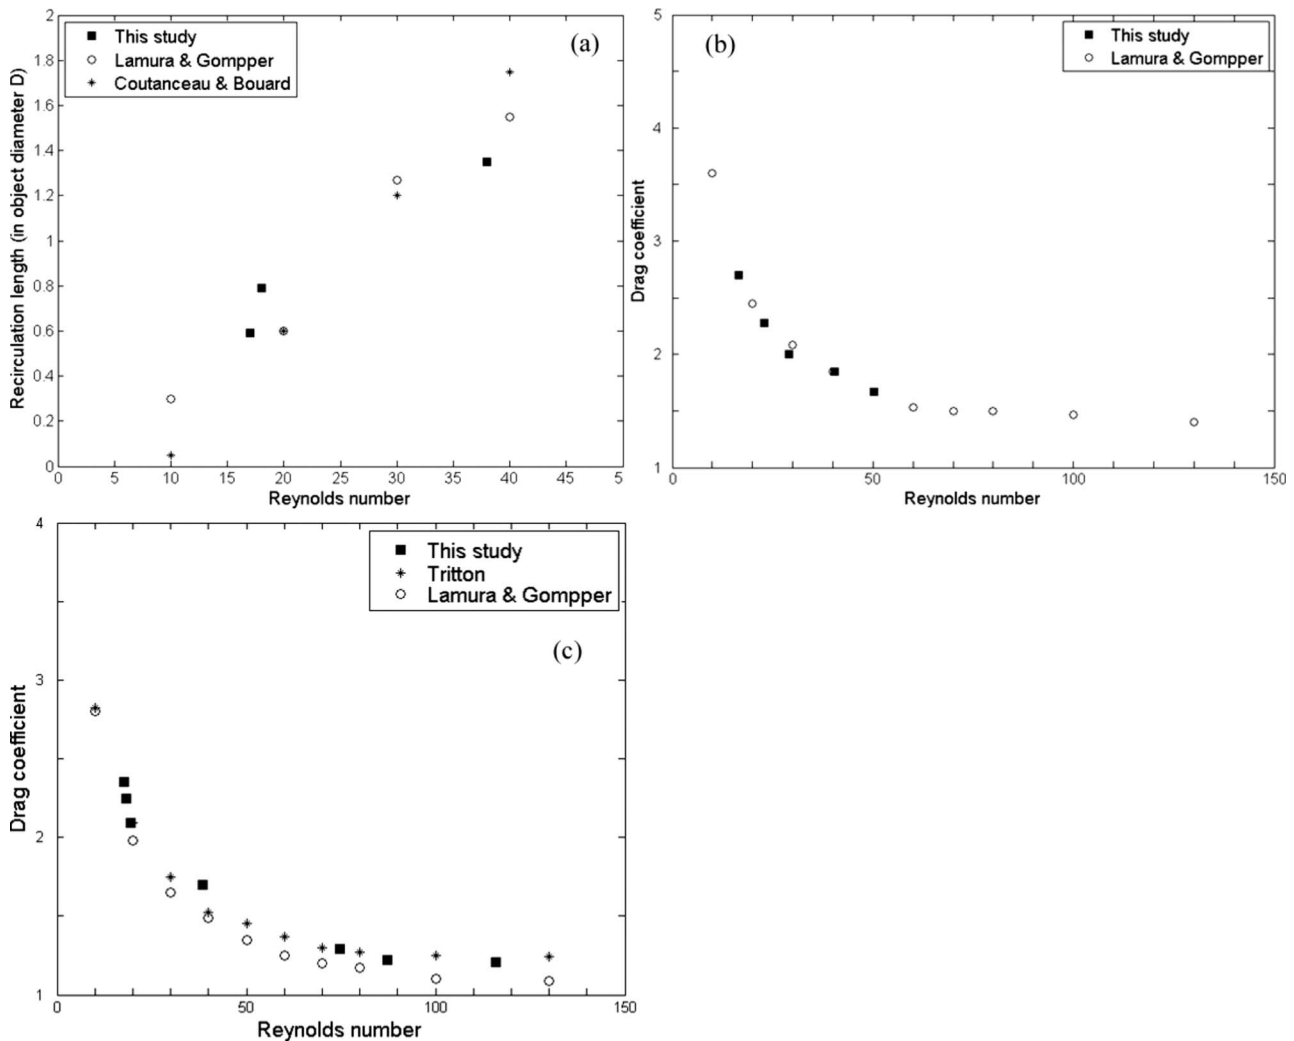 2
1.8
1.6
1.4
1.2
1
0.8
0.6
0.4
0.2
0
This study
Lamura & Gompper
Coutanceau & Bouard
(a)
Recirculation length (in object diameter D)
0 5 10 15 20 25 30 35 40 45 5
Reynolds number
5
4
3
2
1
(b)
This study
Lamura & Gompper
Drag coefficient
0 50 100 150
Reynolds number
4
3
2
1
This study
Tritton
Lamura & Gompper
(c)
Drag coefficient
0 50 100 150
Reynolds number